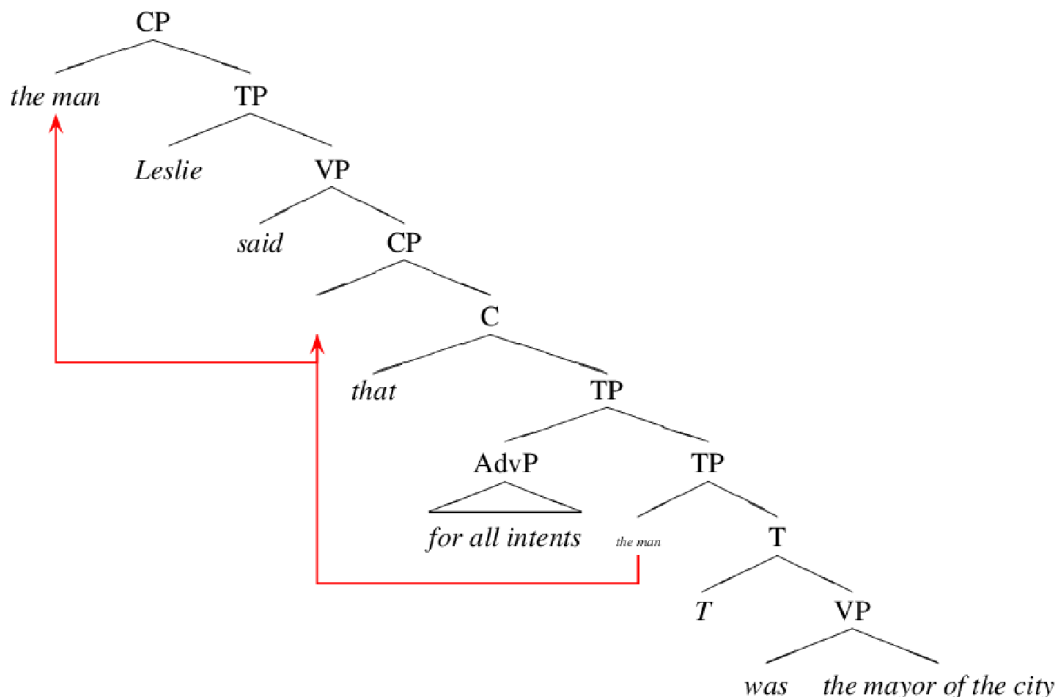 CP
the man TP
Leslie VP
said CP
C
that TP
AdvP TP
for all intents the man T
T VP
was the mayor of the city